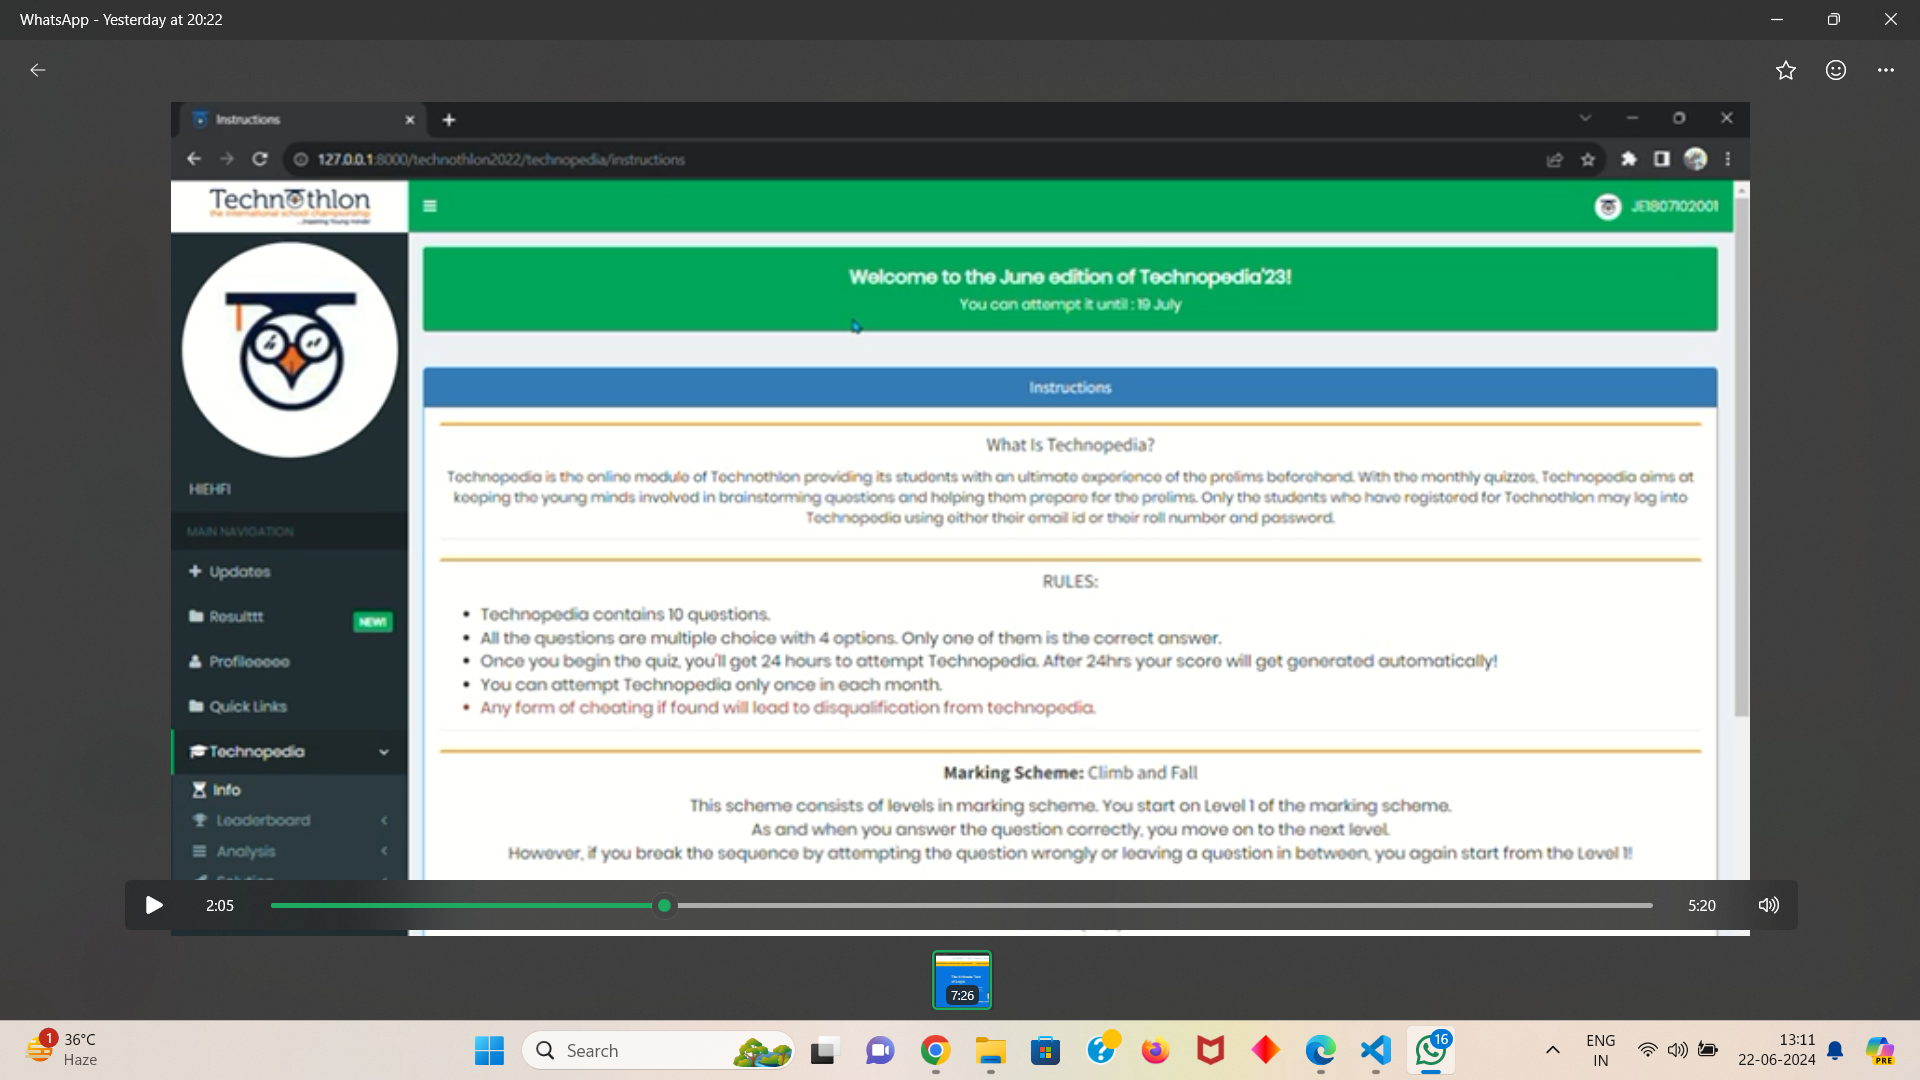 WhatsApp - Yesterday at 20:22
Instructions
127.0.0.1:8000/technothlon2022/technopedia/instructions
Technothlon
the international school championship
...inspiring young minds!
JE1807102001
Welcome to the June edition of Technopedia'23!
You can attempt it until : 19 July
Instructions
What Is Technopedia?
Technopedia is the online module of Technothlon providing its students with an ultimate experience of the prelims beforehand. With the monthly quizzes, Technopedia aims at
keeping the young minds involved in brainstorming questions and helping them prepare for the prelims. Only the students who have registered for Technothlon may log into
Technopedia using either their email id or their roll number and password.
HIEHFI
MAIN NAVIGATION
Updates
Resulttt
NEW!
Profileeeee
Quick Links
Technopedia
Info
Leaderboard
Analysis
RULES:
• Technopedia contains 10 questions.
• All the questions are multiple choice with 4 options. Only one of them is the correct answer.
• Once you begin the quiz, you'll get 24 hours to attempt Technopedia. After 24hrs your score will get generated automatically!
• You can attempt Technopedia only once in each month.
• Any form of cheating if found will lead to disqualification from technopedia.
Marking Scheme: Climb and Fall
This scheme consists of levels in marking scheme. You start on Level 1 of the marking scheme.
As and when you answer the question correctly, you move on to the next level.
However, if you break the sequence by attempting the question wrongly or leaving a question in between, you again start from the Level 1!
2:05
5:20
7:26
1
36°C
Haze
Search
16
ENG
IN
13:11
22-06-2024
PRE